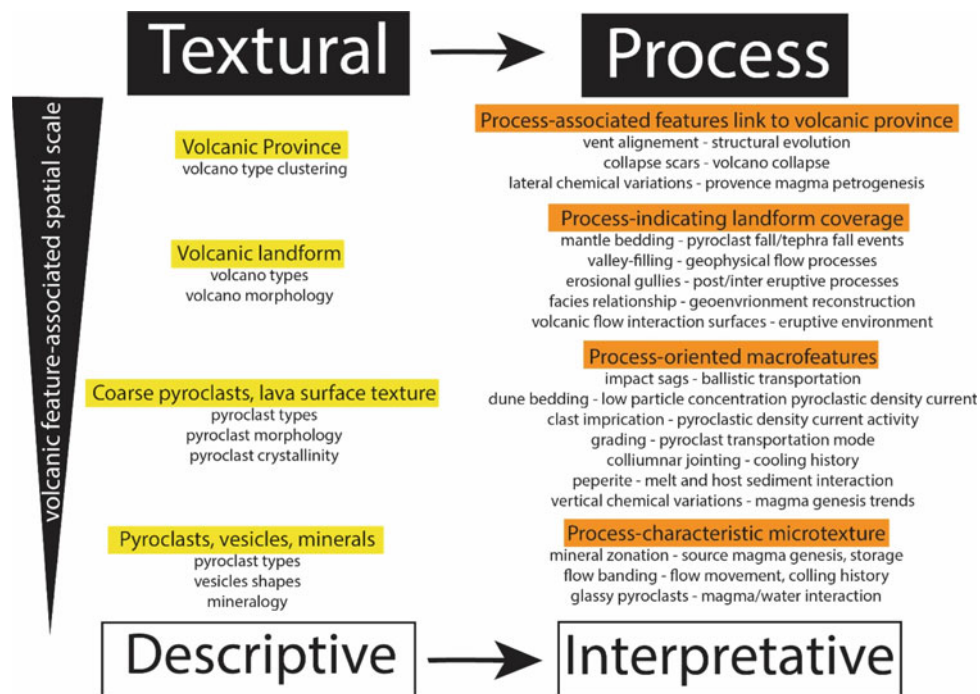 Textural
Process
volcanic feature-associated spatial scale
Volcanic Province
volcano type clustering
Process-associated features link to volcanic province
vent alignement - structural evolution
collapse scars - volcano collapse
lateral chemical variations - provence magma petrogenesis
Volcanic landform
volcano types
volcano morphology
Process-indicating landform coverage
mantle bedding - pyroclast fall/tephra fall events
valley-filling - geophysical flow processes
erosional gullies - post/inter eruptive processes
facies relationship - geoenvrionment reconstruction
volcanic flow interaction surfaces - eruptive environment
Coarse pyroclasts, lava surface texture
pyroclast types
pyroclast morphology
pyroclast crystallinity
Process-oriented macrofeatures
impact sags - ballistic transportation
dune bedding - low particle concentration pyroclastic density current
clast imprication - pyroclastic density current activity
grading - pyroclast transportation mode
colliumnar jointing - cooling history
peperite - melt and host sediment interaction
vertical chemical variations - magma genesis trends
Pyroclasts, vesicles, minerals
pyroclast types
vesicles shapes
mineralogy
Process-characteristic microtexture
mineral zonation - source magma genesis, storage
flow banding - flow movement, colling history
glassy pyroclasts - magma/water interaction
Descriptive
Interpretative